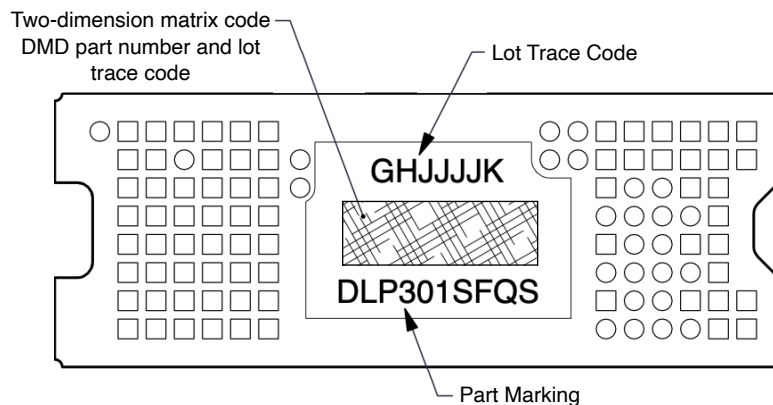 Two-dimension matrix code
DMD part number and lot
trace code
Lot Trace Code
GHJJJJK
DLP301SFQS
Part Marking